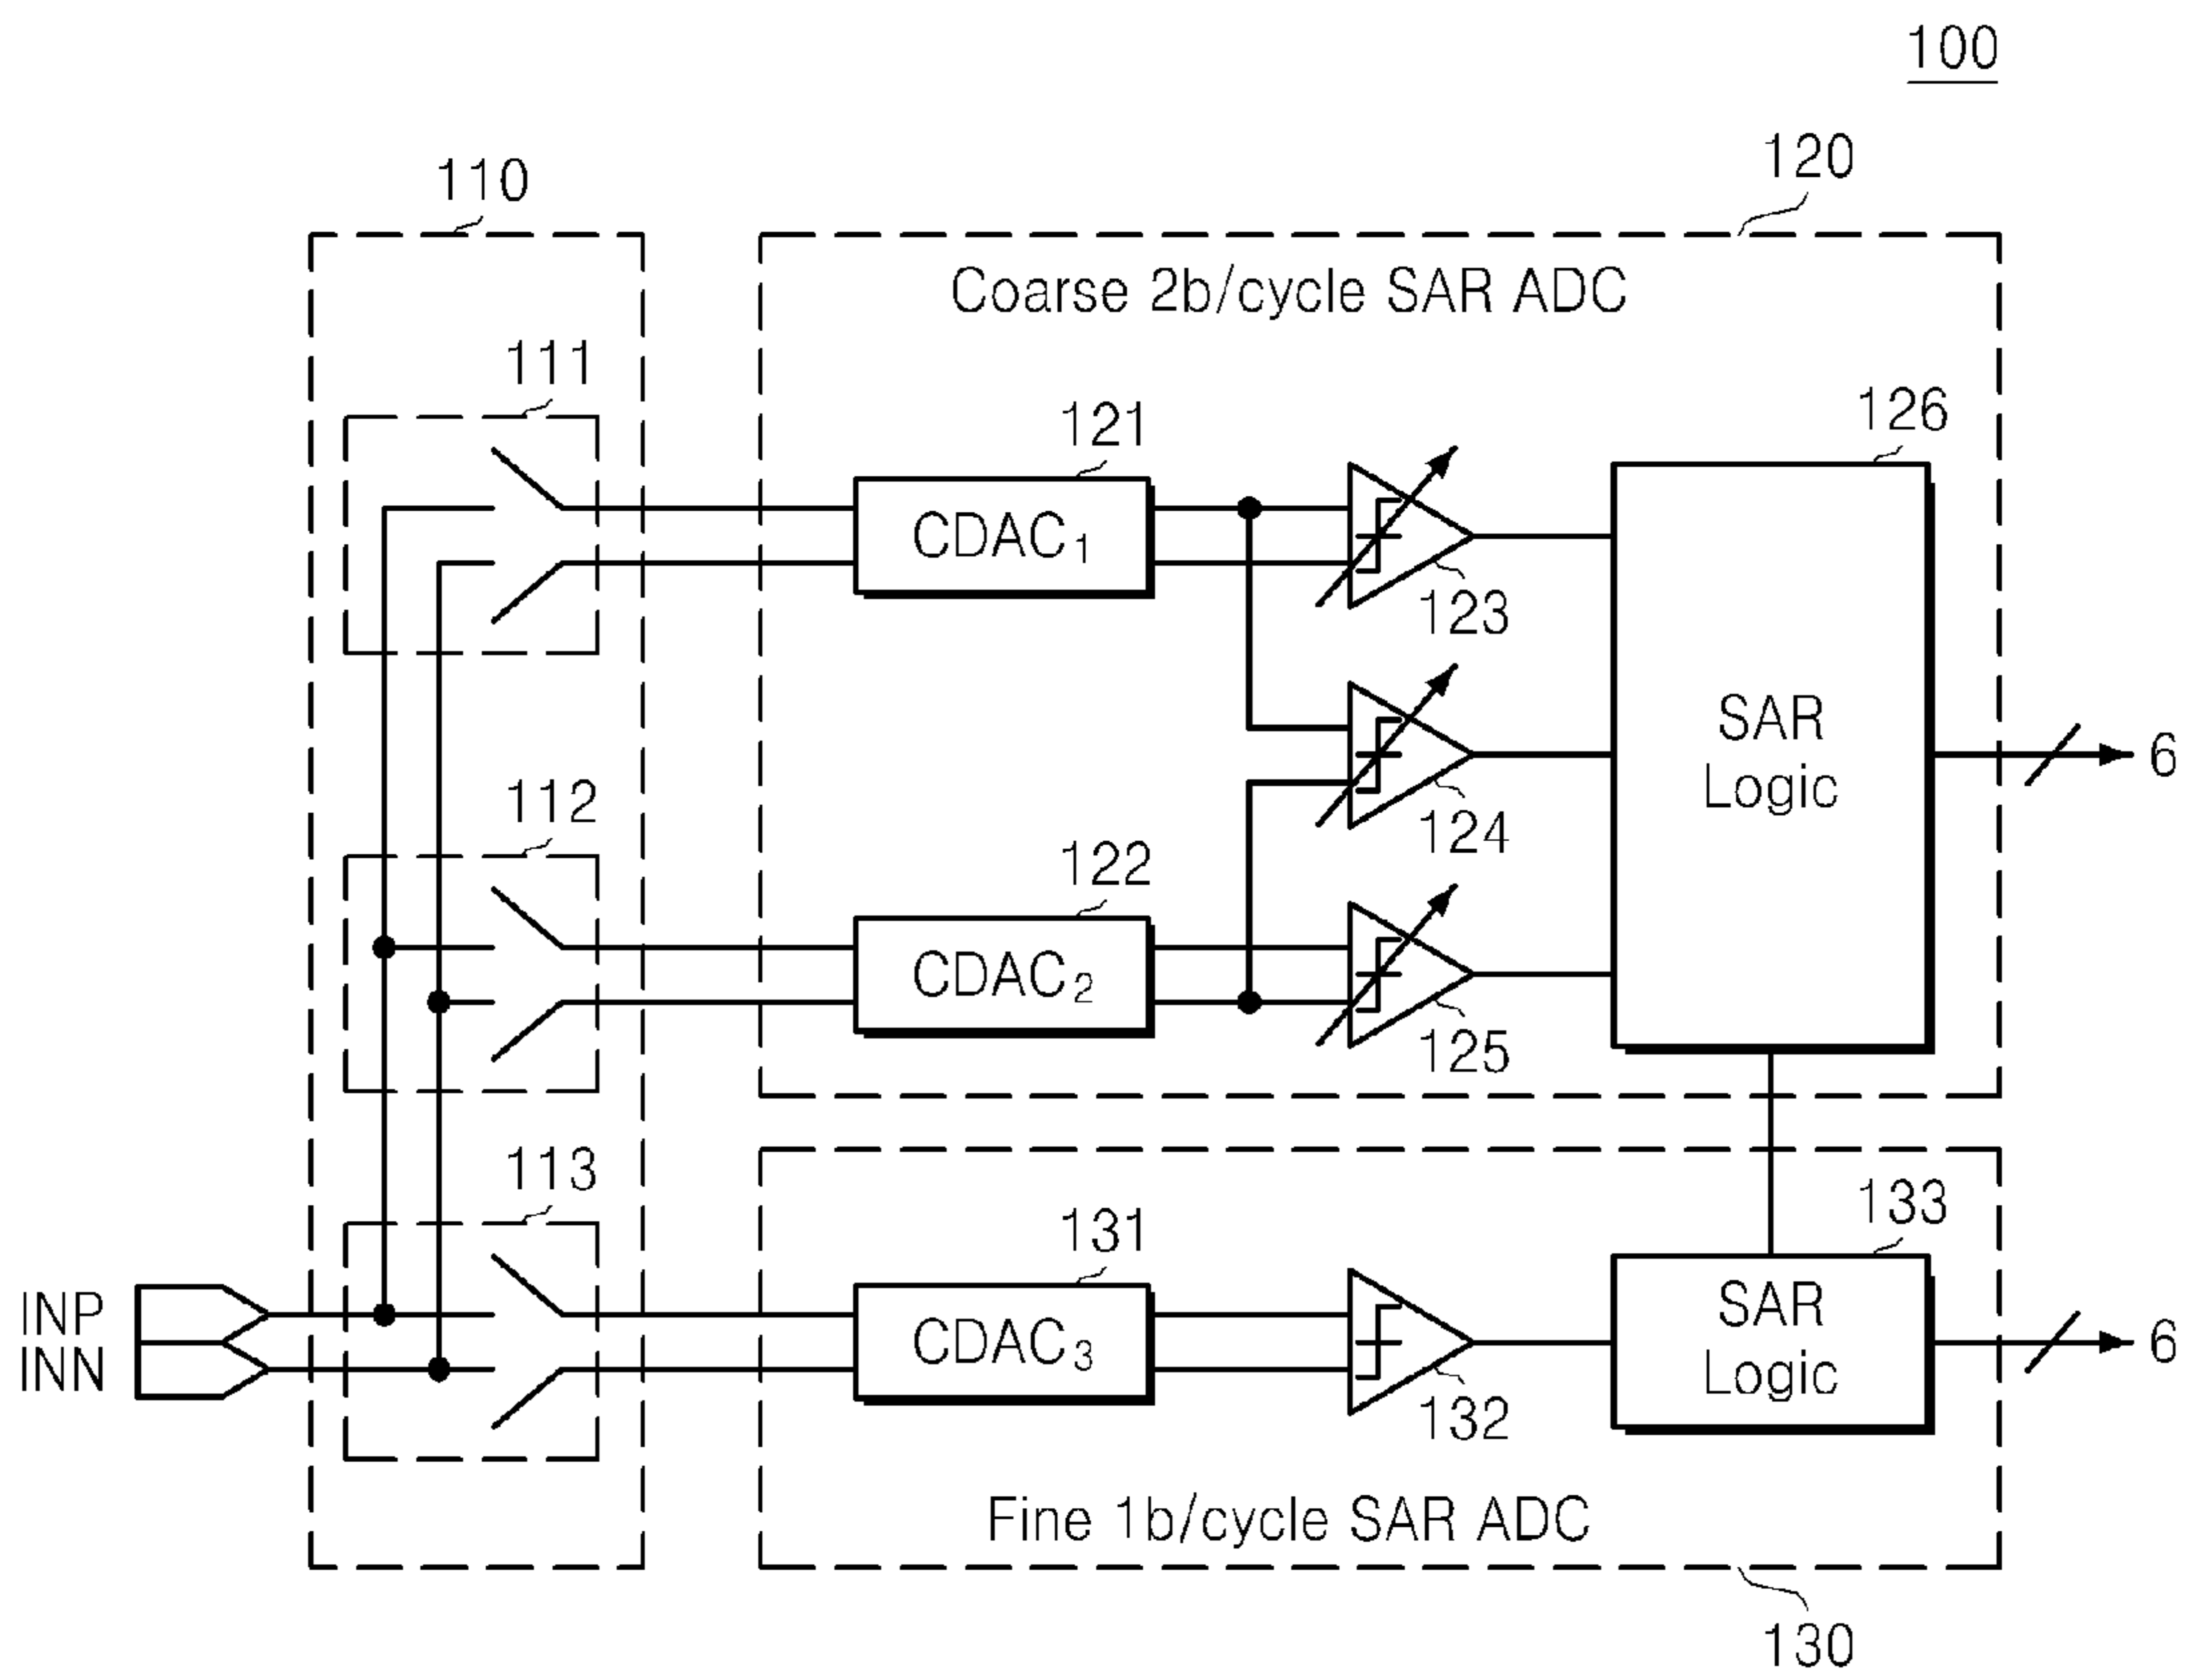 100
120
110
Coarse 2b/cycle SAR ADC
111
121
126
CDAC1
123
SAR
Logic
6
112
124
122
CDAC2
125
113
131
133
INP
INN
CDAC3
SAR
Logic
6
132
Fine 1b/cycle SAR ADC
130